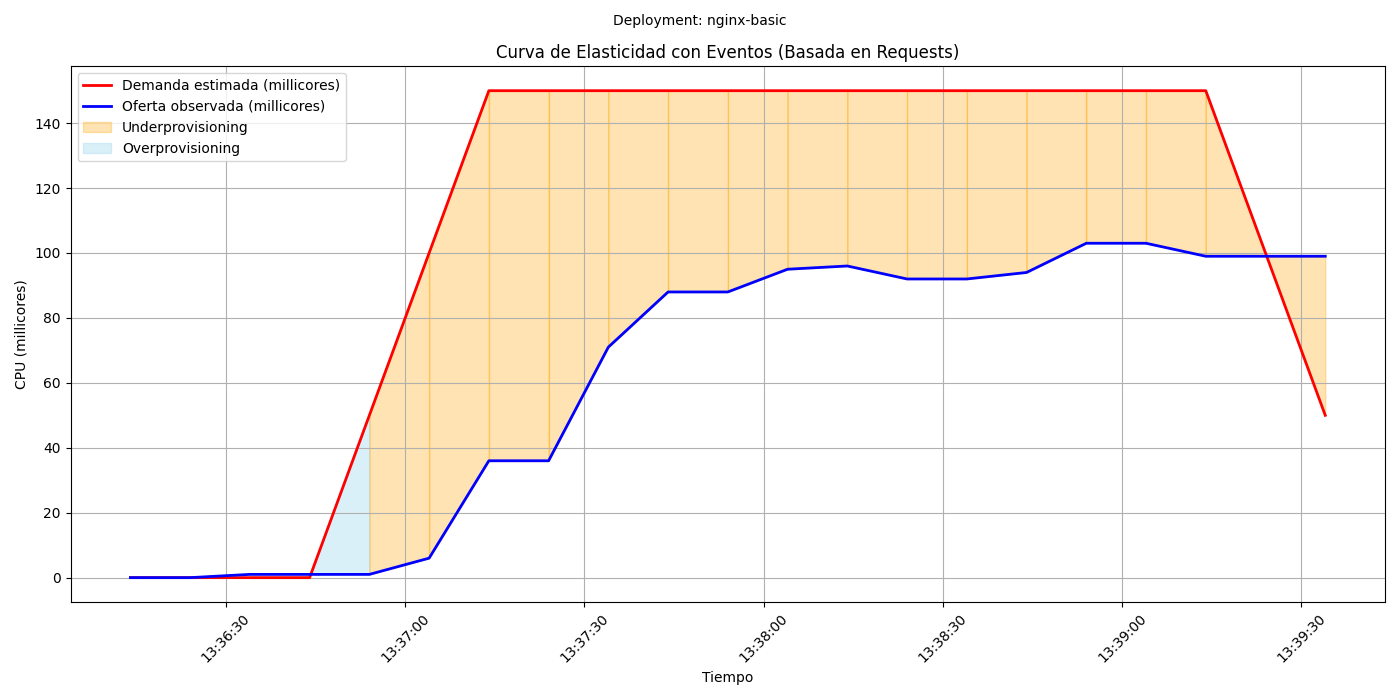 Deployment: nginx-basic
Curva de Elasticidad con Eventos (Basada en Requests)
Demanda estimada (millicores)
Oferta observada (millicores)
Underprovisioning
Overprovisioning
CPU (millicores)
140
120
100
80
60
40
20
0
13:36:30
13:37:00
13:37:30
13:38:00
13:38:30
13:39:00
13:39:30
Tiempo